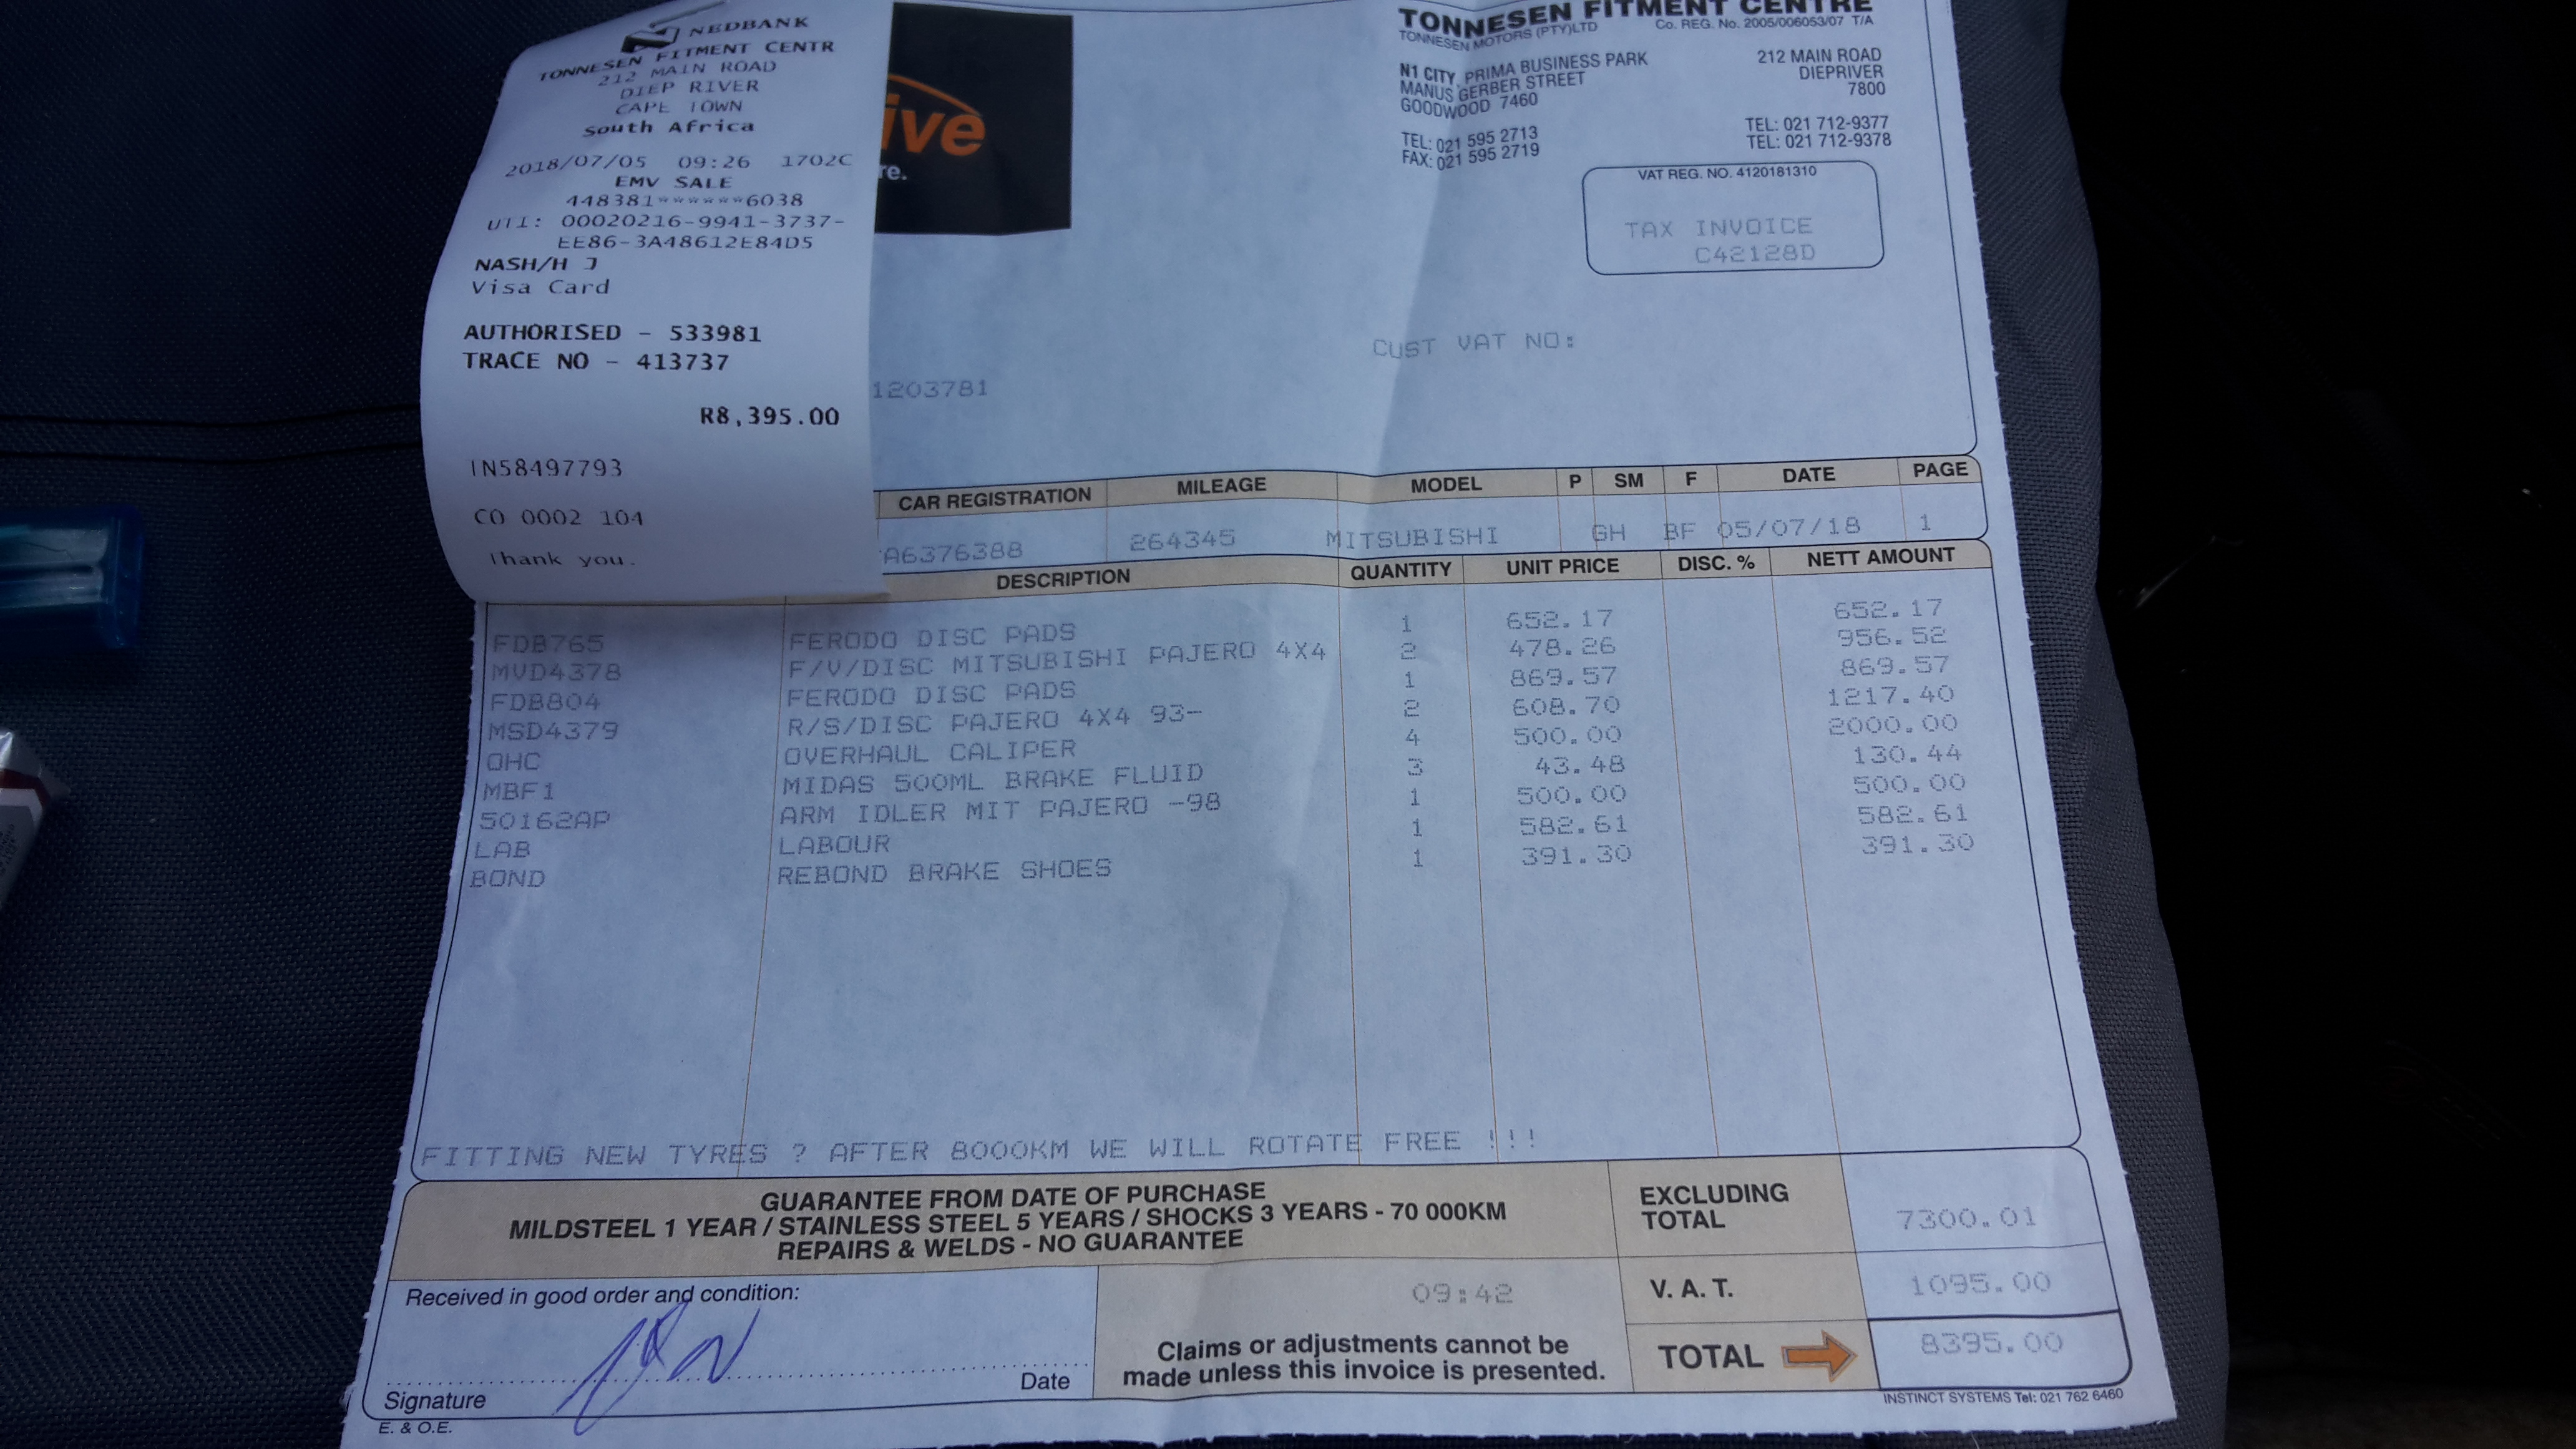 NEDBANK
TONNESEN FITMENT CENTR
212 MAIN ROAD
DIEP RIVER
CAPE TOWN
South Africa
2018/07/05 09:26 1702C
EMV SALE
448381******6038
UTI: 00020216-9941-3737-
EE86-3A48612E84D5
NASH/H J
Visa Card
AUTHORISED - 533981
TRACE NO - 413737
R8,395.00
IN58497793
CO 0002 104
Thank you.
ive
re.
TONNESEN FITMENT CENTRE
TONNESEN MOTORS (PTY)LTD Co. REG. No. 2005/006053/07 T/A
N1 CITY, PRIMA BUSINESS PARK
MANUS GERBER STREET
GOODWOOD 7460
TEL: 021 595 2713
FAX: 021 595 2719
212 MAIN ROAD
DIEPRIVER
7800
TEL: 021 712-9377
TEL: 021 712-9378
VAT REG. NO. 4120181310
TAX INVOICE
C42128D
CUST VAT NO:
1203781
CAR REGISTRATION MILEAGE MODEL P SM F DATE PAGE
A6376388 264345 MITSUBISHI GH BF 05/07/18 1
DESCRIPTION QUANTITY UNIT PRICE DISC. % NETT AMOUNT
FDB765 FERODO DISC PADS 1 652.17 652.17
MVD4378 F/V/DISC MITSUBISHI PAJERO 4X4 2 478.26 956.52
FDB804 FERODO DISC PADS 1 869.57 869.57
MSD4379 R/S/DISC PAJERO 4X4 93- 2 608.70 1217.40
OHC OVERHAUL CALIPER 4 500.00 2000.00
MBF1 MIDAS 500ML BRAKE FLUID 3 43.48 130.44
50162AP ARM IDLER MIT PAJERO -98 1 500.00 500.00
LAB LABOUR 1 582.61 582.61
BOND REBOND BRAKE SHOES 1 391.30 391.30
FITTING NEW TYRES ? AFTER 8000KM WE WILL ROTATE FREE !!!
GUARANTEE FROM DATE OF PURCHASE
MILDSTEEL 1 YEAR / STAINLESS STEEL 5 YEARS / SHOCKS 3 YEARS - 70 000KM
REPAIRS & WELDS - NO GUARANTEE
EXCLUDING TOTAL 7300.01
V. A. T. 1095.00
TOTAL 8395.00
Received in good order and condition:
09:42
Claims or adjustments cannot be
made unless this invoice is presented.
Signature Date
E. & O.E.
INSTINCT SYSTEMS Tel: 021 762 6460